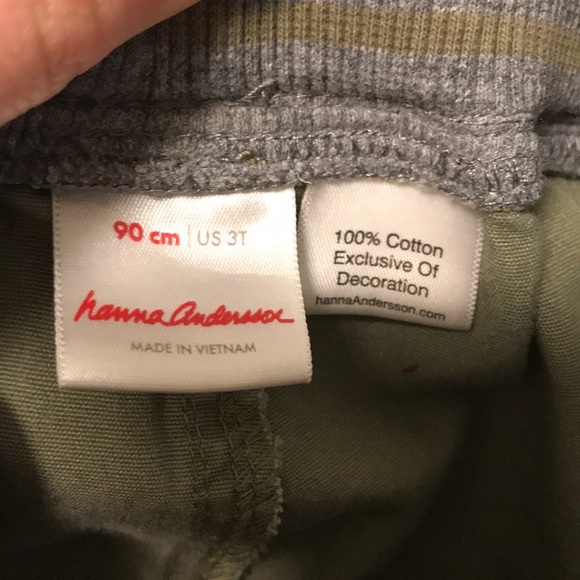 90 cm | US 3T
hanna Andersson
MADE IN VIETNAM
100% Cotton
Exclusive Of
Decoration
hannaAndersson.com